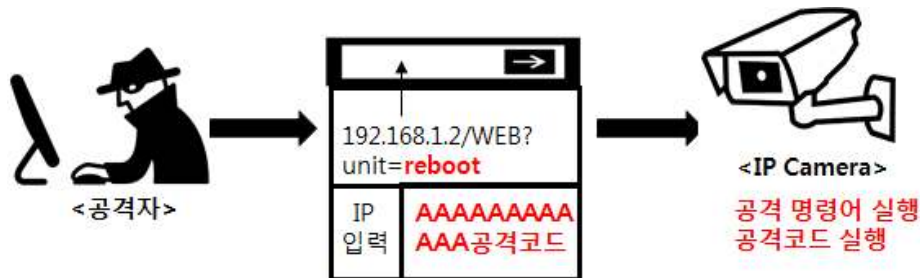 <공격자>
192.168.1.2/WEB?
unit=reboot
IP
입력
AAAAAAAAA
AAA공격코드
<IP Camera>
공격 명령어 실행
공격코드 실행